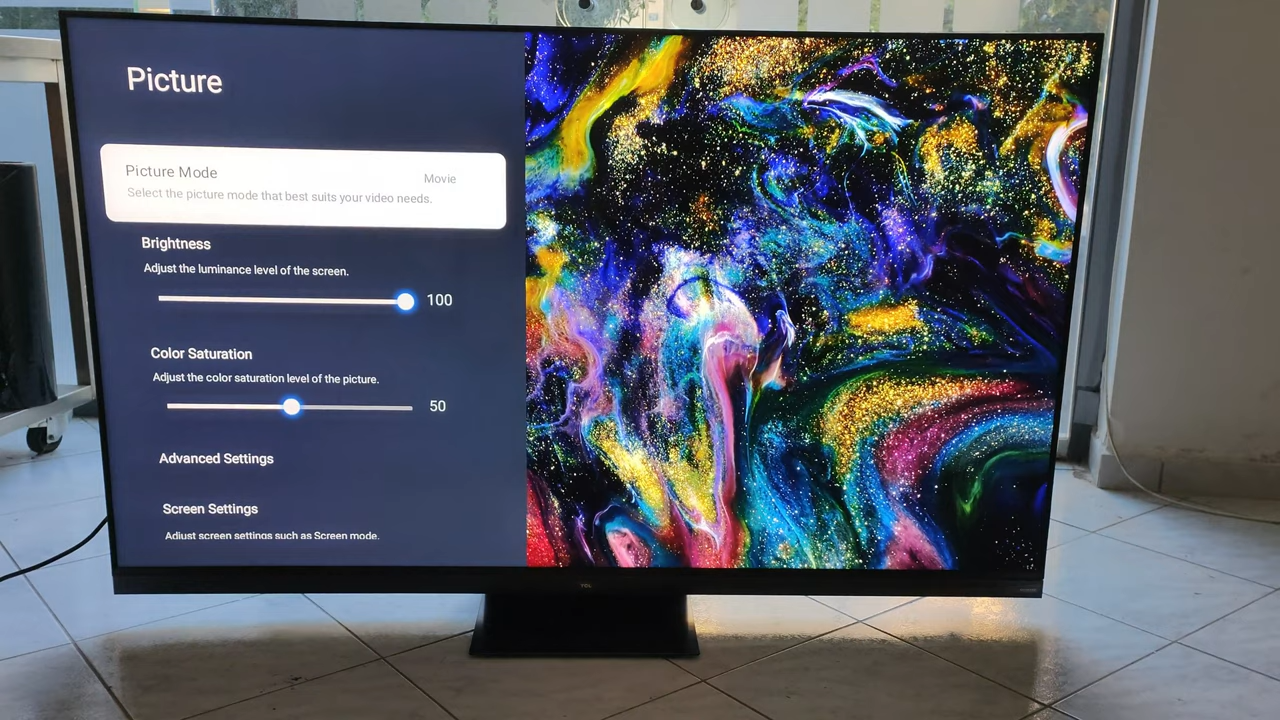 Picture
Picture Mode
Movie
Select the picture mode that best suits your video needs.
Brightness
Adjust the luminance level of the screen.
100
Color Saturation
Adjust the color saturation level of the picture.
50
Advanced Settings
Screen Settings
Adjust screen settings such as Screen mode.
TCL